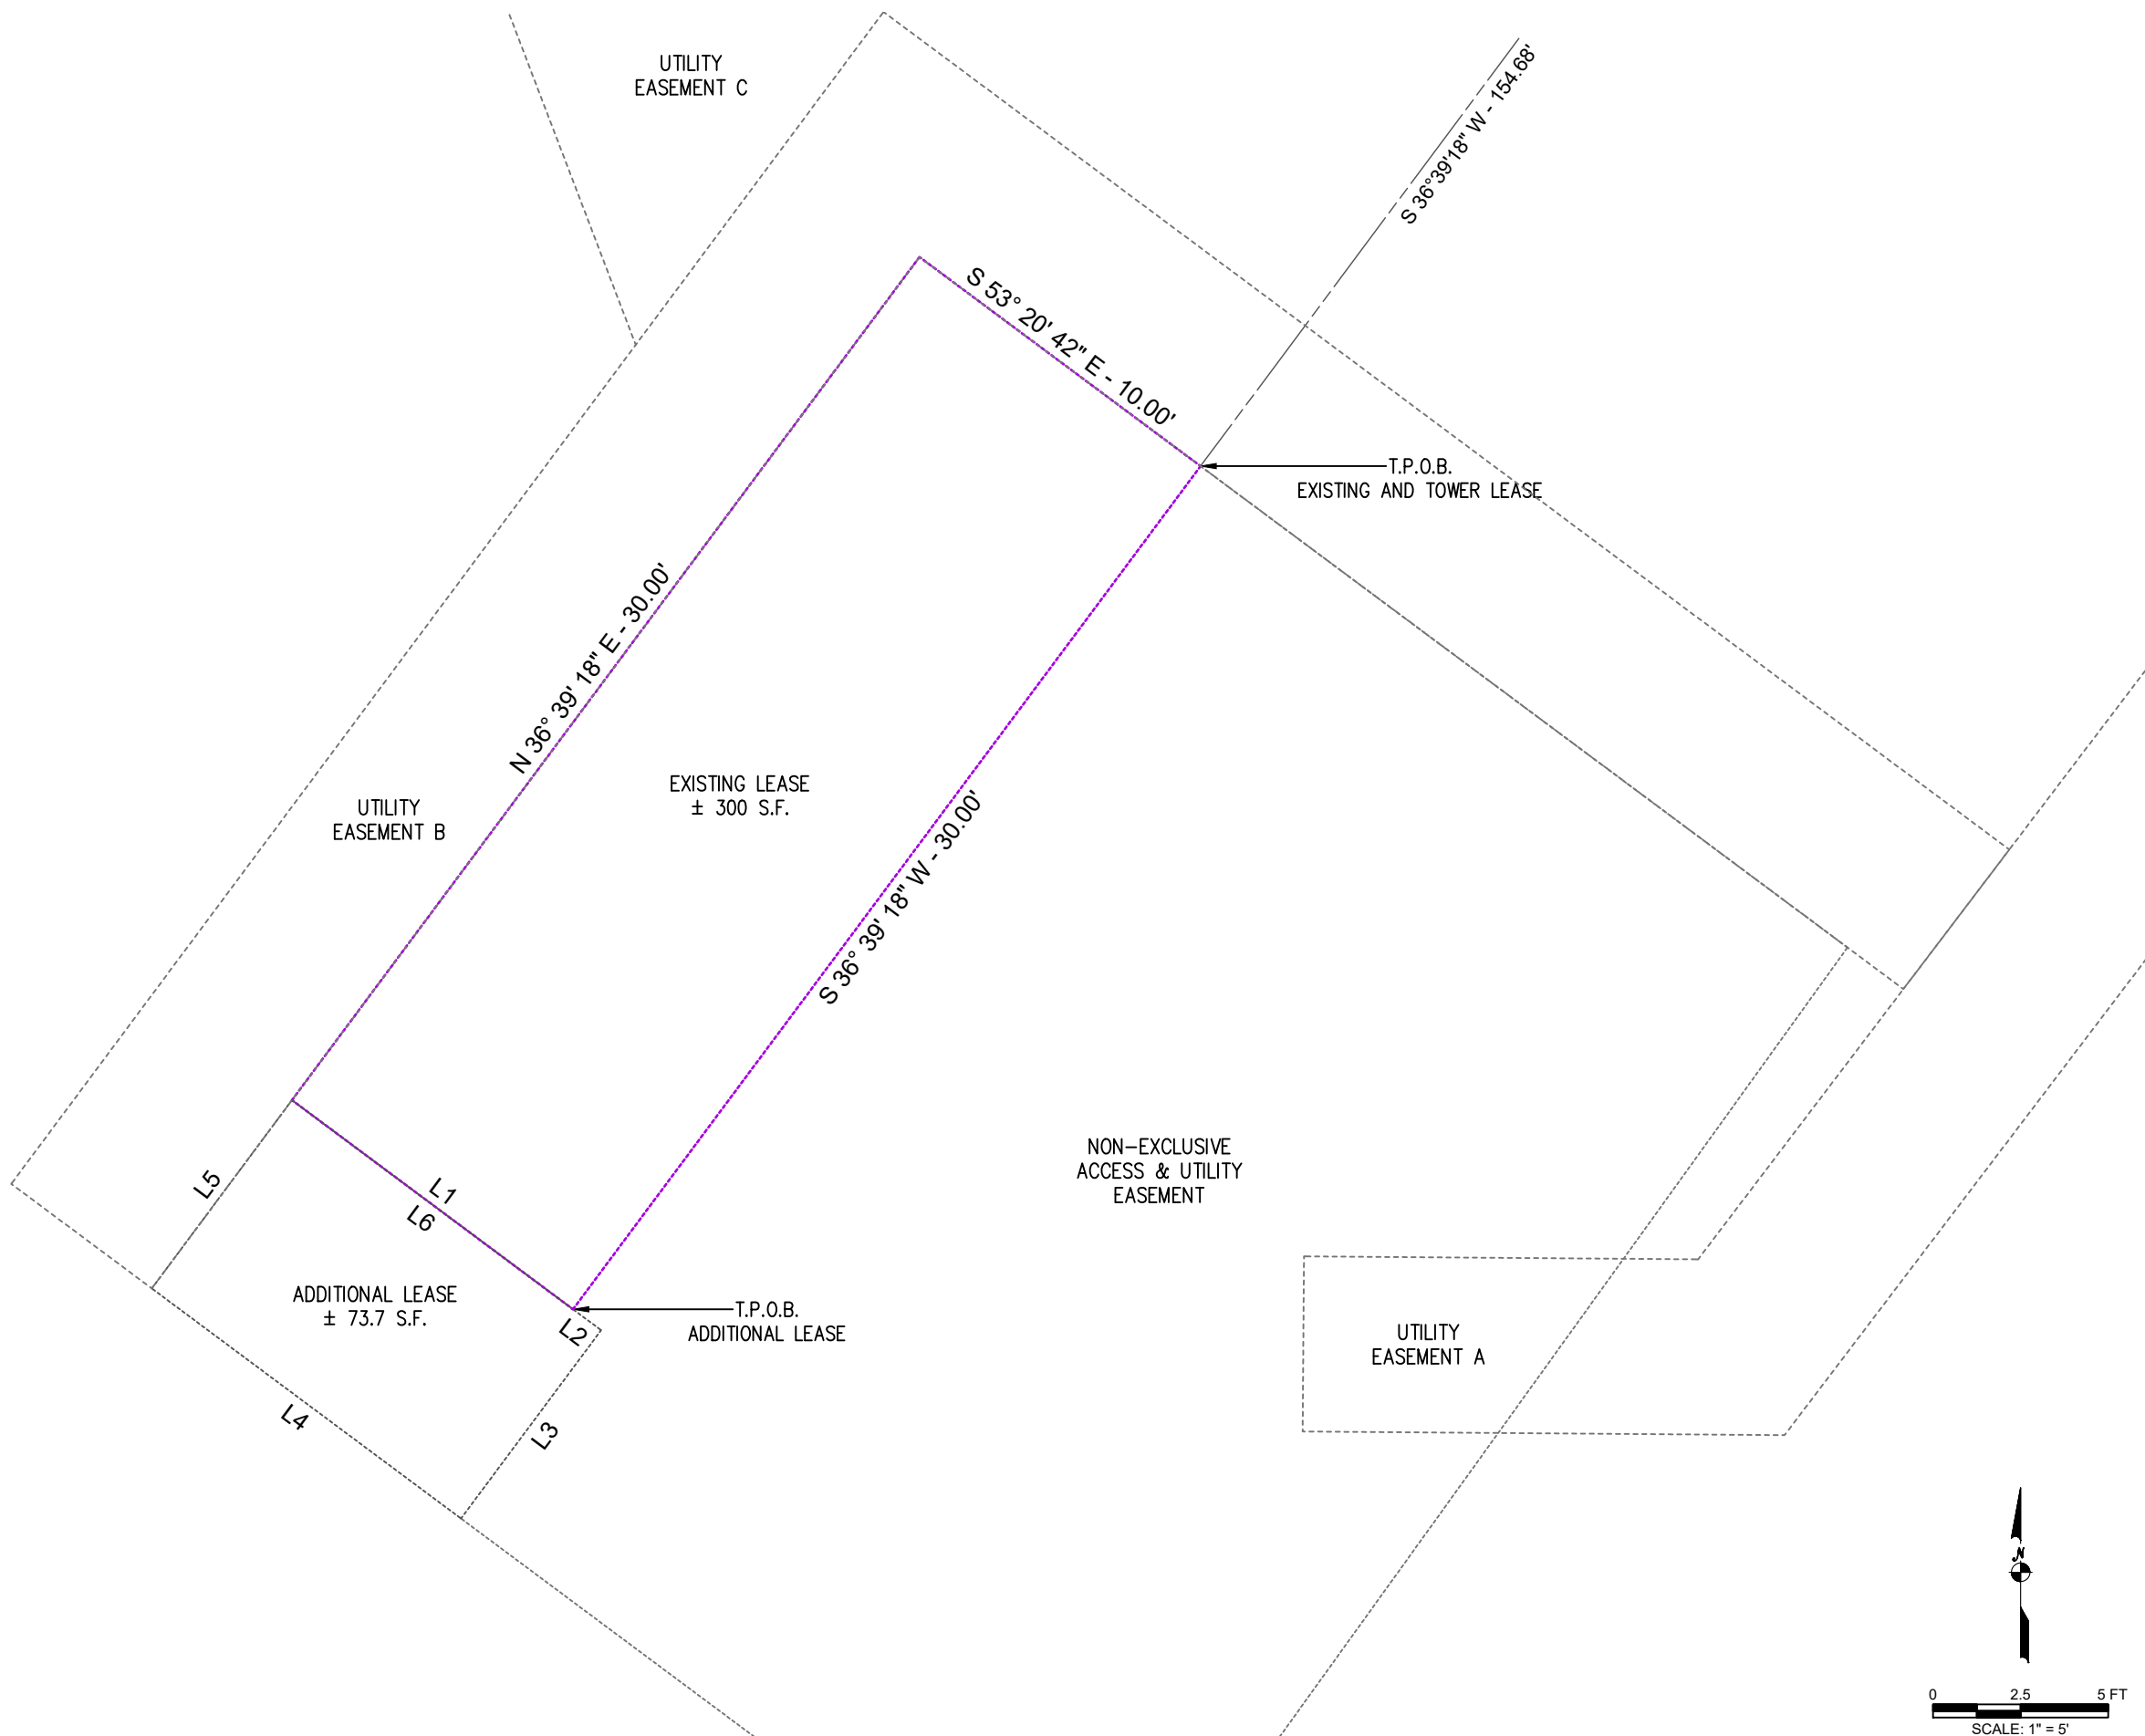 UTILITY
EASEMENT C
S 36°39'18" W - 154.68'
S 53° 20' 42" E - 10.00'
T.P.O.B.
EXISTING AND TOWER LEASE
N 36° 39' 18" E - 30.00'
EXISTING LEASE
± 300 S.F.
UTILITY
EASEMENT B
S 36° 39' 18" W - 30.00'
NON-EXCLUSIVE
ACCESS & UTILITY
EASEMENT
L5
L1
L6
ADDITIONAL LEASE
± 73.7 S.F.
T.P.O.B.
ADDITIONAL LEASE
L2
UTILITY
EASEMENT A
L4
L3
N
0 2.5 5 FT
SCALE: 1" = 5'